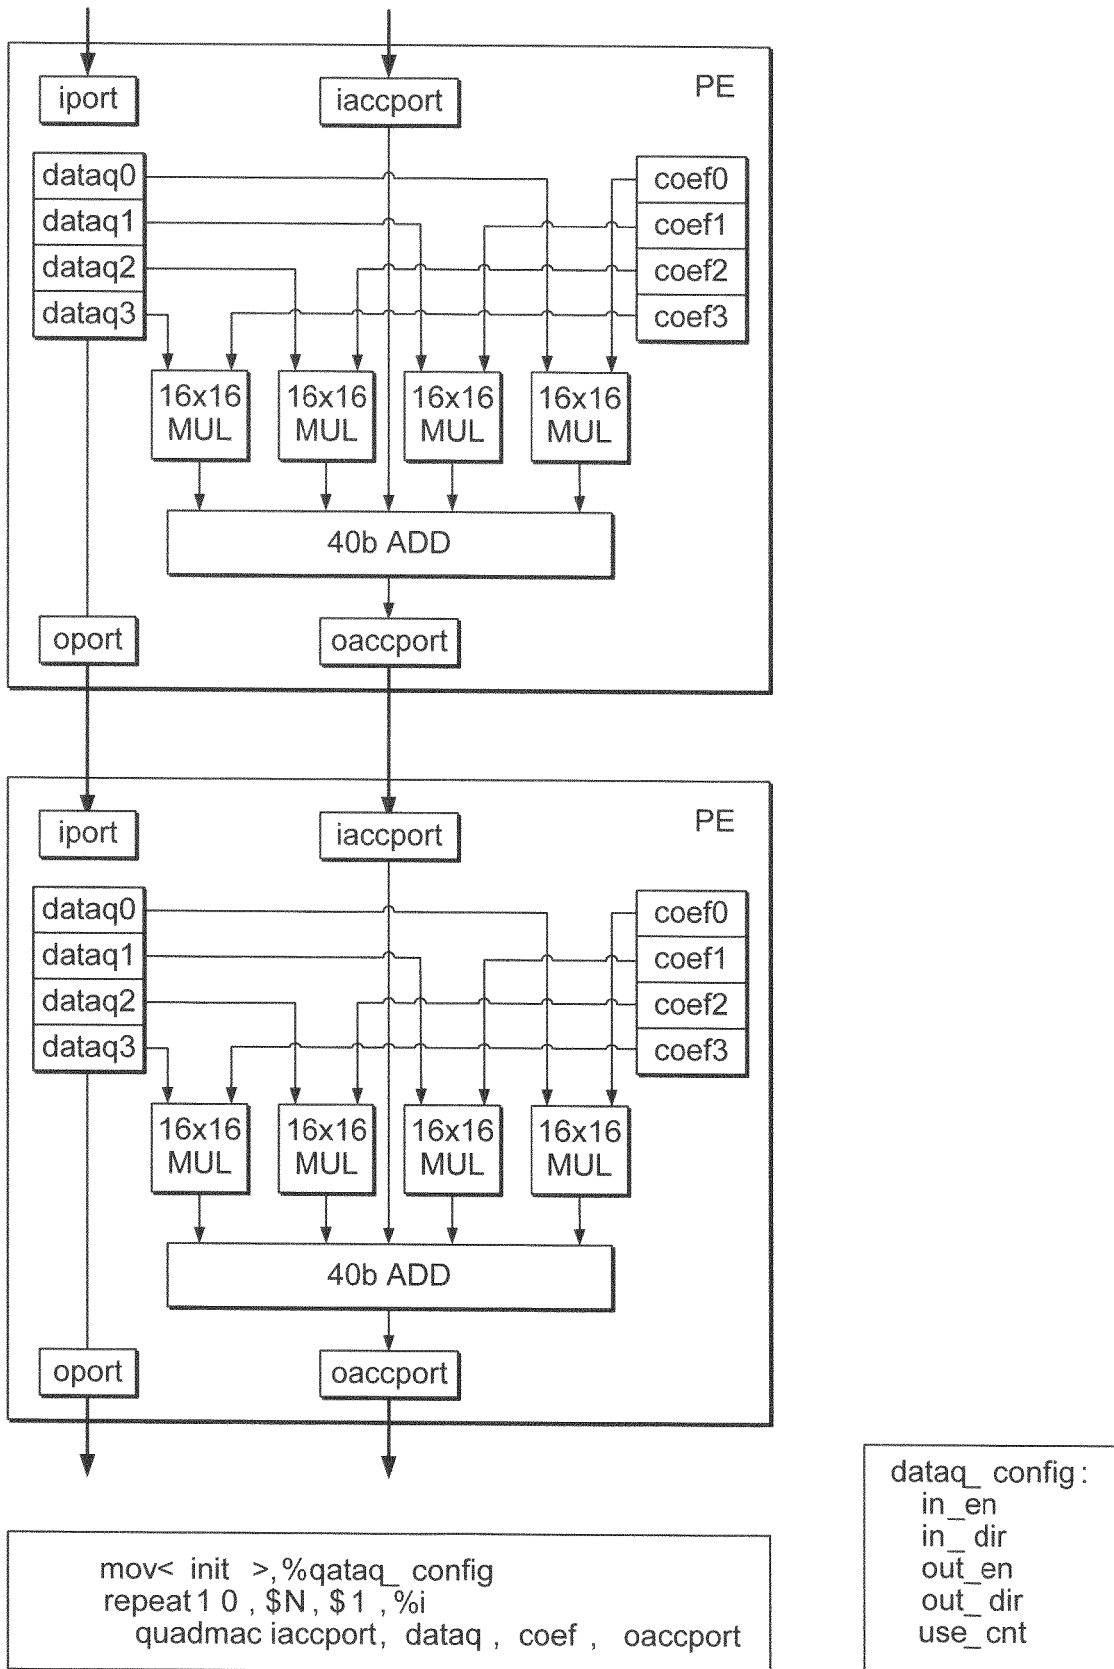 PE
iport
iaccport
dataq0
dataq1
dataq2
dataq3
coef0
coef1
coef2
coef3
16x16
MUL
16x16
MUL
16x16
MUL
16x16
MUL
40b ADD
oport
oaccport
PE
iport
iaccport
dataq0
dataq1
dataq2
dataq3
coef0
coef1
coef2
coef3
16x16
MUL
16x16
MUL
16x16
MUL
16x16
MUL
40b ADD
oport
oaccport
mov< init >,%qataq_ config
repeat1 0 , $N, $ 1 , %i
quadmac iaccport, dataq , coef , oaccport
dataq_ config:
in_en
in_ dir
out_en
out_ dir
use_cnt